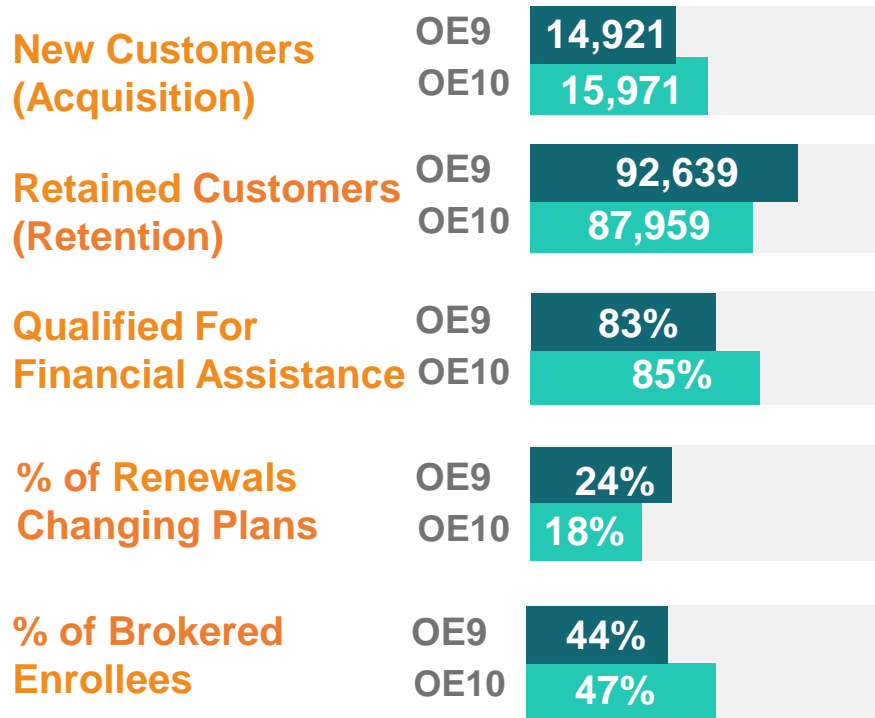 New Customers
(Acquisition)
OE9 14,921
OE10 15,971
Retained Customers
(Retention)
OE9 92,639
OE10 87,959
Qualified For
Financial Assistance
OE9 83%
OE10 85%
% of Renewals
Changing Plans
OE9 24%
OE10 18%
% of Brokered
Enrollees
OE9 44%
OE10 47%